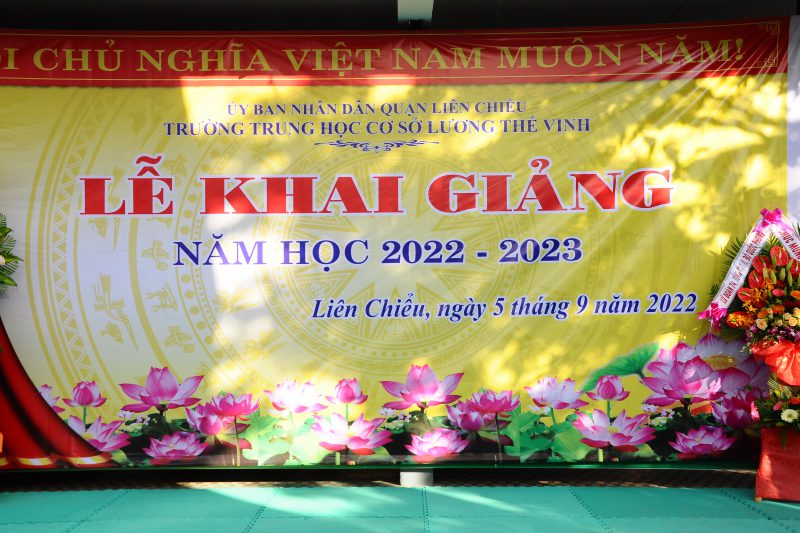 CHỦ NGHĨA VIỆT NAM MUÔN NĂM!
ỦY BAN NHÂN DÂN QUẬN LIÊN CHIỂU
TRƯỜNG TRUNG HỌC CƠ SỞ LƯƠNG THẾ VINH
LỄ KHAI GIẢNG
NĂM HỌC 2022 - 2023
Liên Chiểu, ngày 5 tháng 9 năm 2022